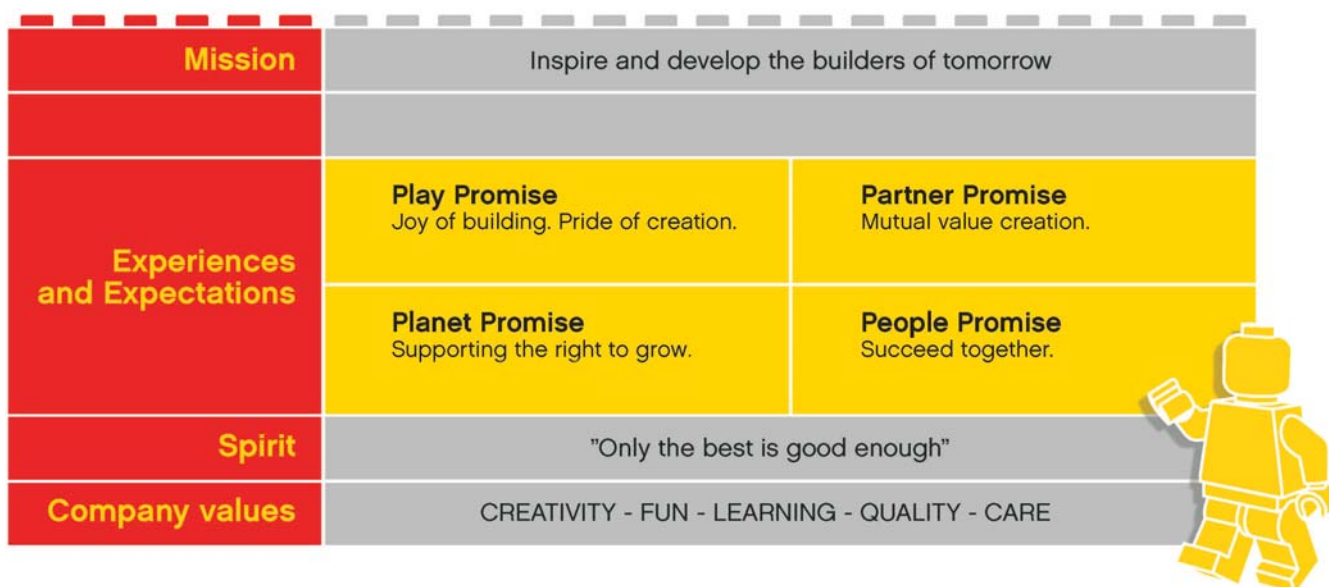 Mission
Inspire and develop the builders of tomorrow
Experiences
and Expectations
Play Promise
Joy of building. Pride of creation.
Partner Promise
Mutual value creation.
Planet Promise
Supporting the right to grow.
People Promise
Succeed together.
Spirit
”Only the best is good enough”
Company values
CREATIVITY - FUN - LEARNING - QUALITY - CARE